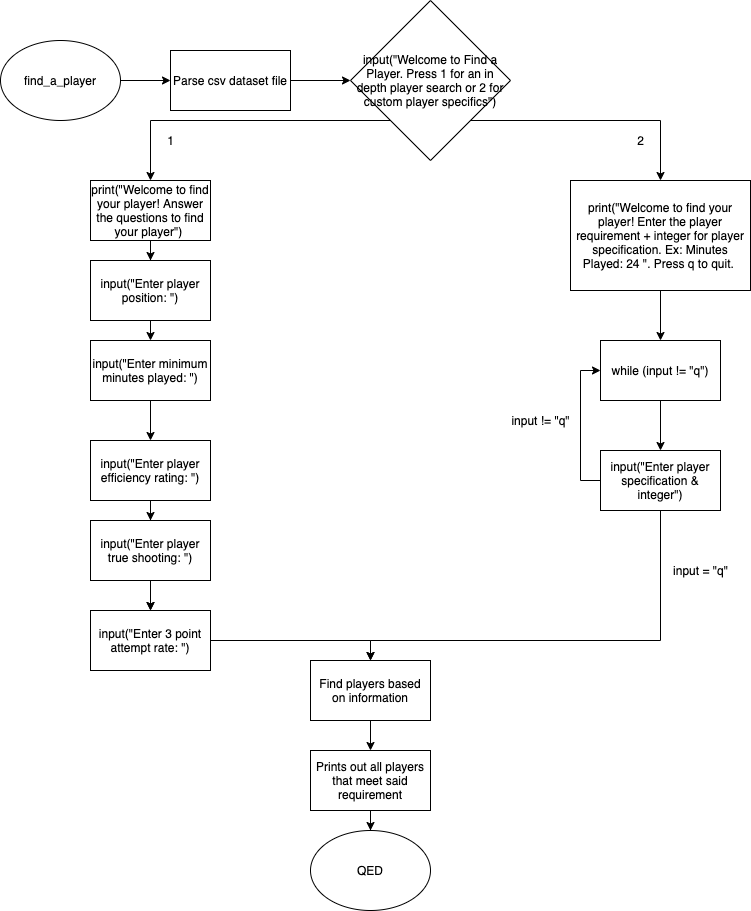 find_a_player
Parse csv dataset file
input("Welcome to Find a
Player. Press 1 for an in
depth player search or 2 for
custom player specifics")
1
2
print("Welcome to find
your player! Answer
the questions to find
your player")
print("Welcome to find your
player! Enter the player
requirement + integer for player
specification. Ex: Minutes
Played: 24 ". Press q to quit.
input("Enter player
position: ")
input("Enter minimum
minutes played: ")
while (input != "q")
input != "q"
input("Enter player
efficiency rating: ")
input("Enter player
specification &
integer")
input("Enter player
true shooting: ")
input = "q"
input("Enter 3 point
attempt rate: ")
Find players based
on information
Prints out all players
that meet said
requirement
QED